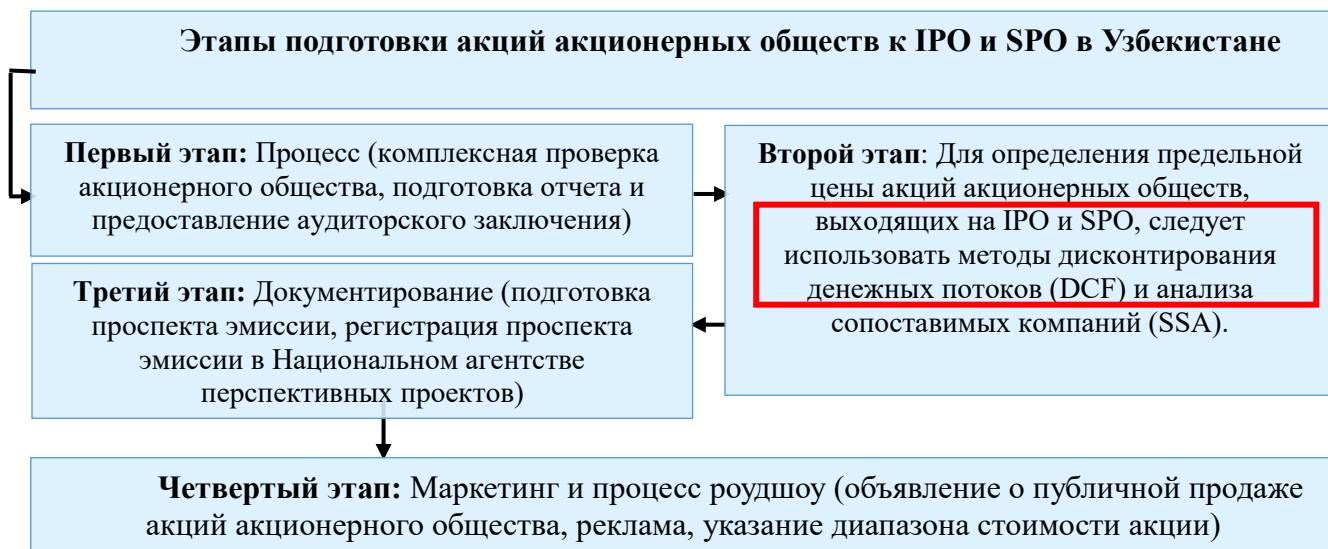 Этапы подготовки акций акционерных обществ к IPO и SPO в Узбекистане
Первый этап: Процесс (комплексная проверка
акционерного общества, подготовка отчета и
предоставление аудиторского заключения)
Второй этап: Для определения предельной
цены акций акционерных обществ,
выходящих на IPO и SPO, следует
использовать методы дисконтирования
денежных потоков (DCF) и анализа
сопоставимых компаний (SSA).
Третий этап: Документирование (подготовка
проспекта эмиссии, регистрация проспекта
эмиссии в Национальном агентстве
перспективных проектов)
Четвертый этап: Маркетинг и процесс роудшоу (объявление о публичной продаже
акций акционерного общества, реклама, указание диапазона стоимости акции)